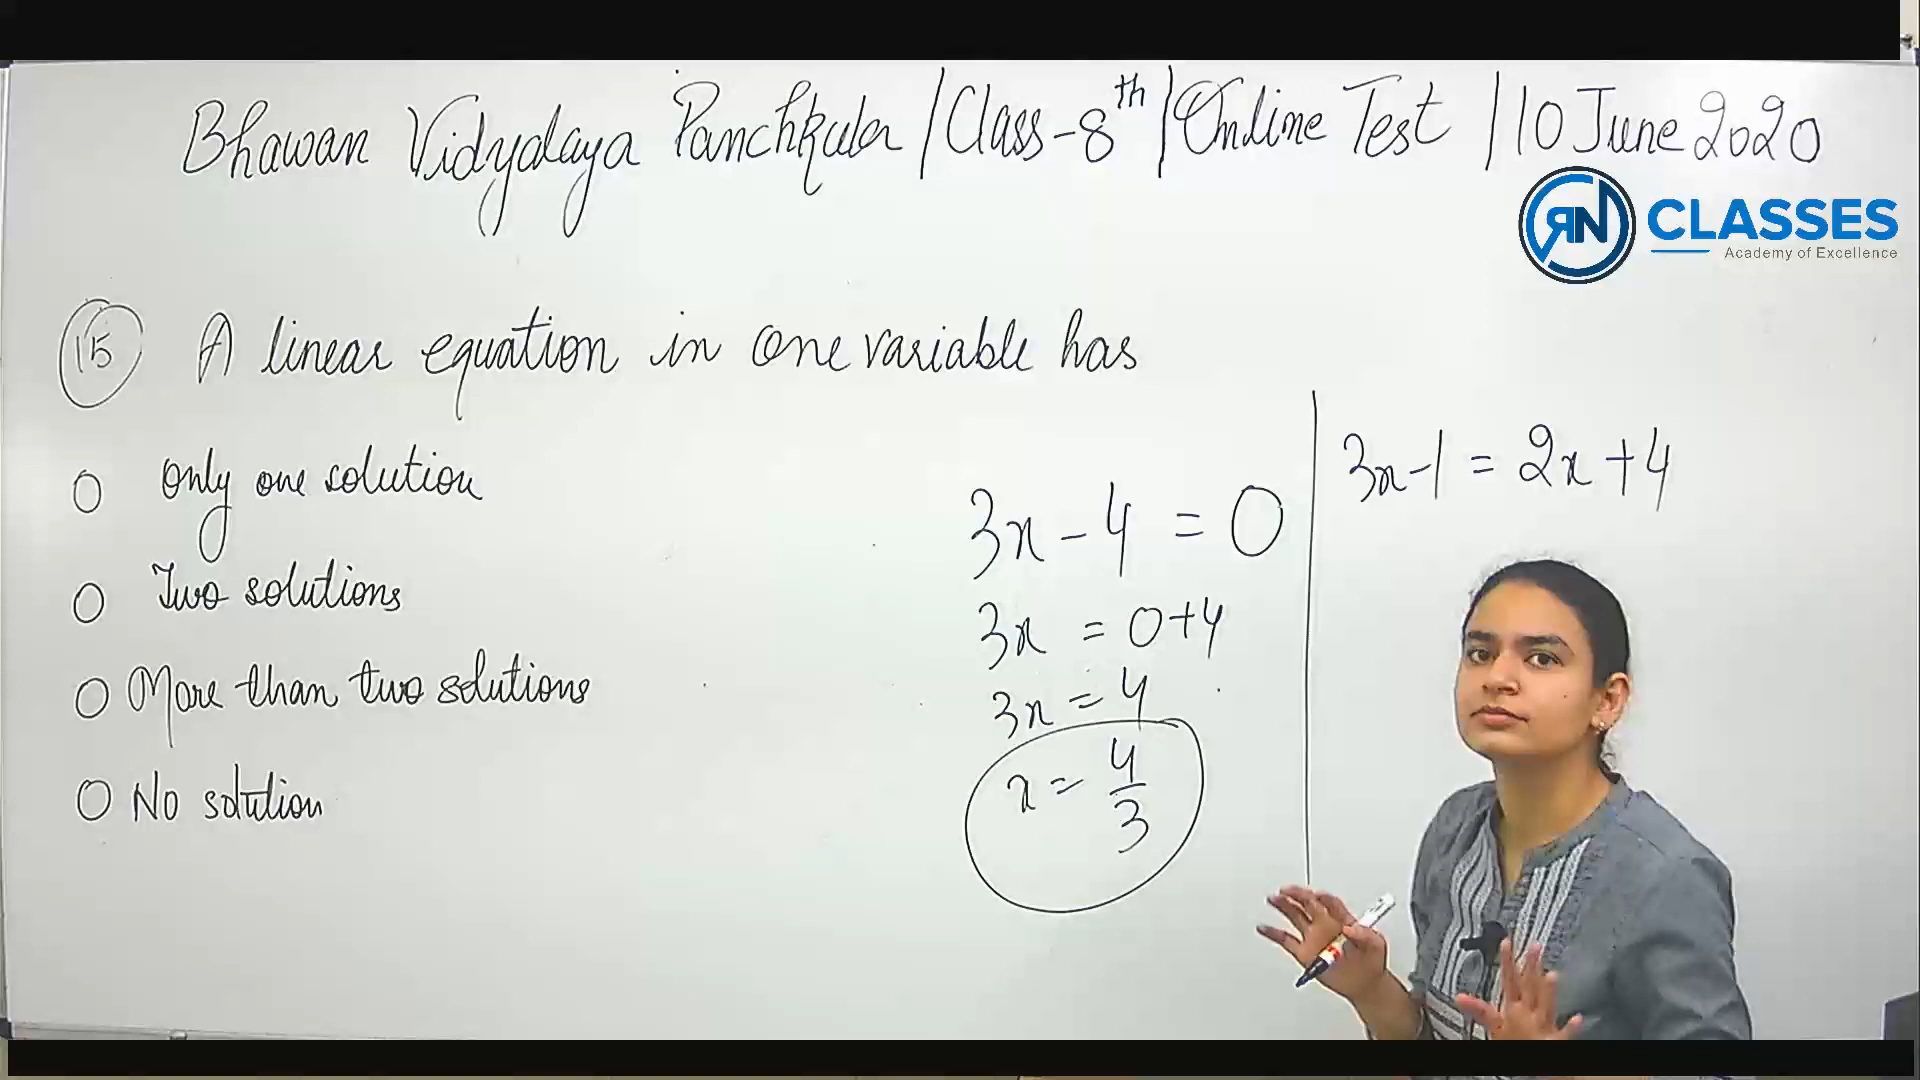 Bhawan Vidyalaya Panchkula / Class-8th / Online Test / 10 June 2020
RN CLASSES
Academy of Excellence
15 A linear equation in one variable has
Only one solution
Two solutions
More than two solutions
No solution
3x-4 = 0
3x = 0+4
3x = 4
x = 4/3
3x-1 = 2x+4